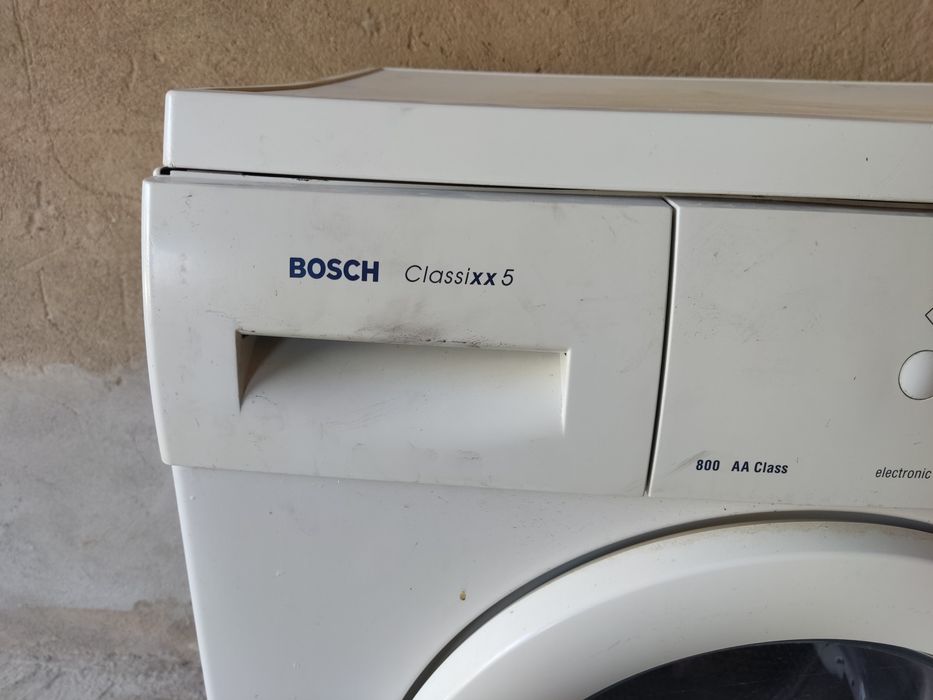 BOSCH Classixx 5
800 AA Class
electronic